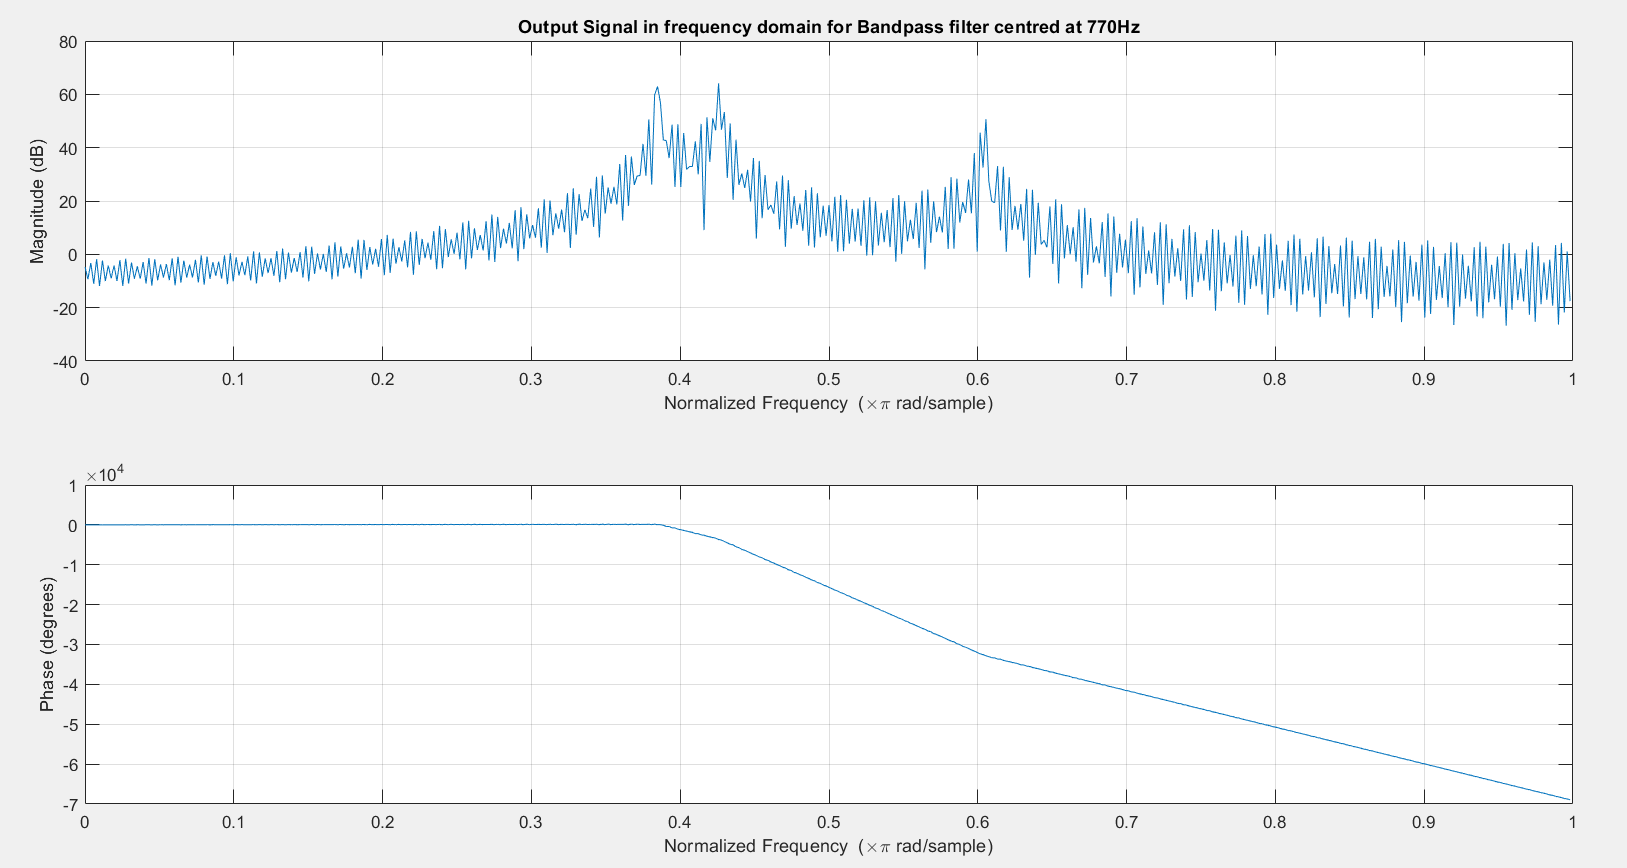 Output Signal in frequency domain for Bandpass filter centred at 770Hz
80
60
40
20
0
-20
-40
Magnitude (dB)
0 0.1 0.2 0.3 0.4 0.5 0.6 0.7 0.8 0.9 1
Normalized Frequency (×π rad/sample)
×10⁴
1
0
-1
-2
-3
-4
-5
-6
-7
Phase (degrees)
0 0.1 0.2 0.3 0.4 0.5 0.6 0.7 0.8 0.9 1
Normalized Frequency (×π rad/sample)